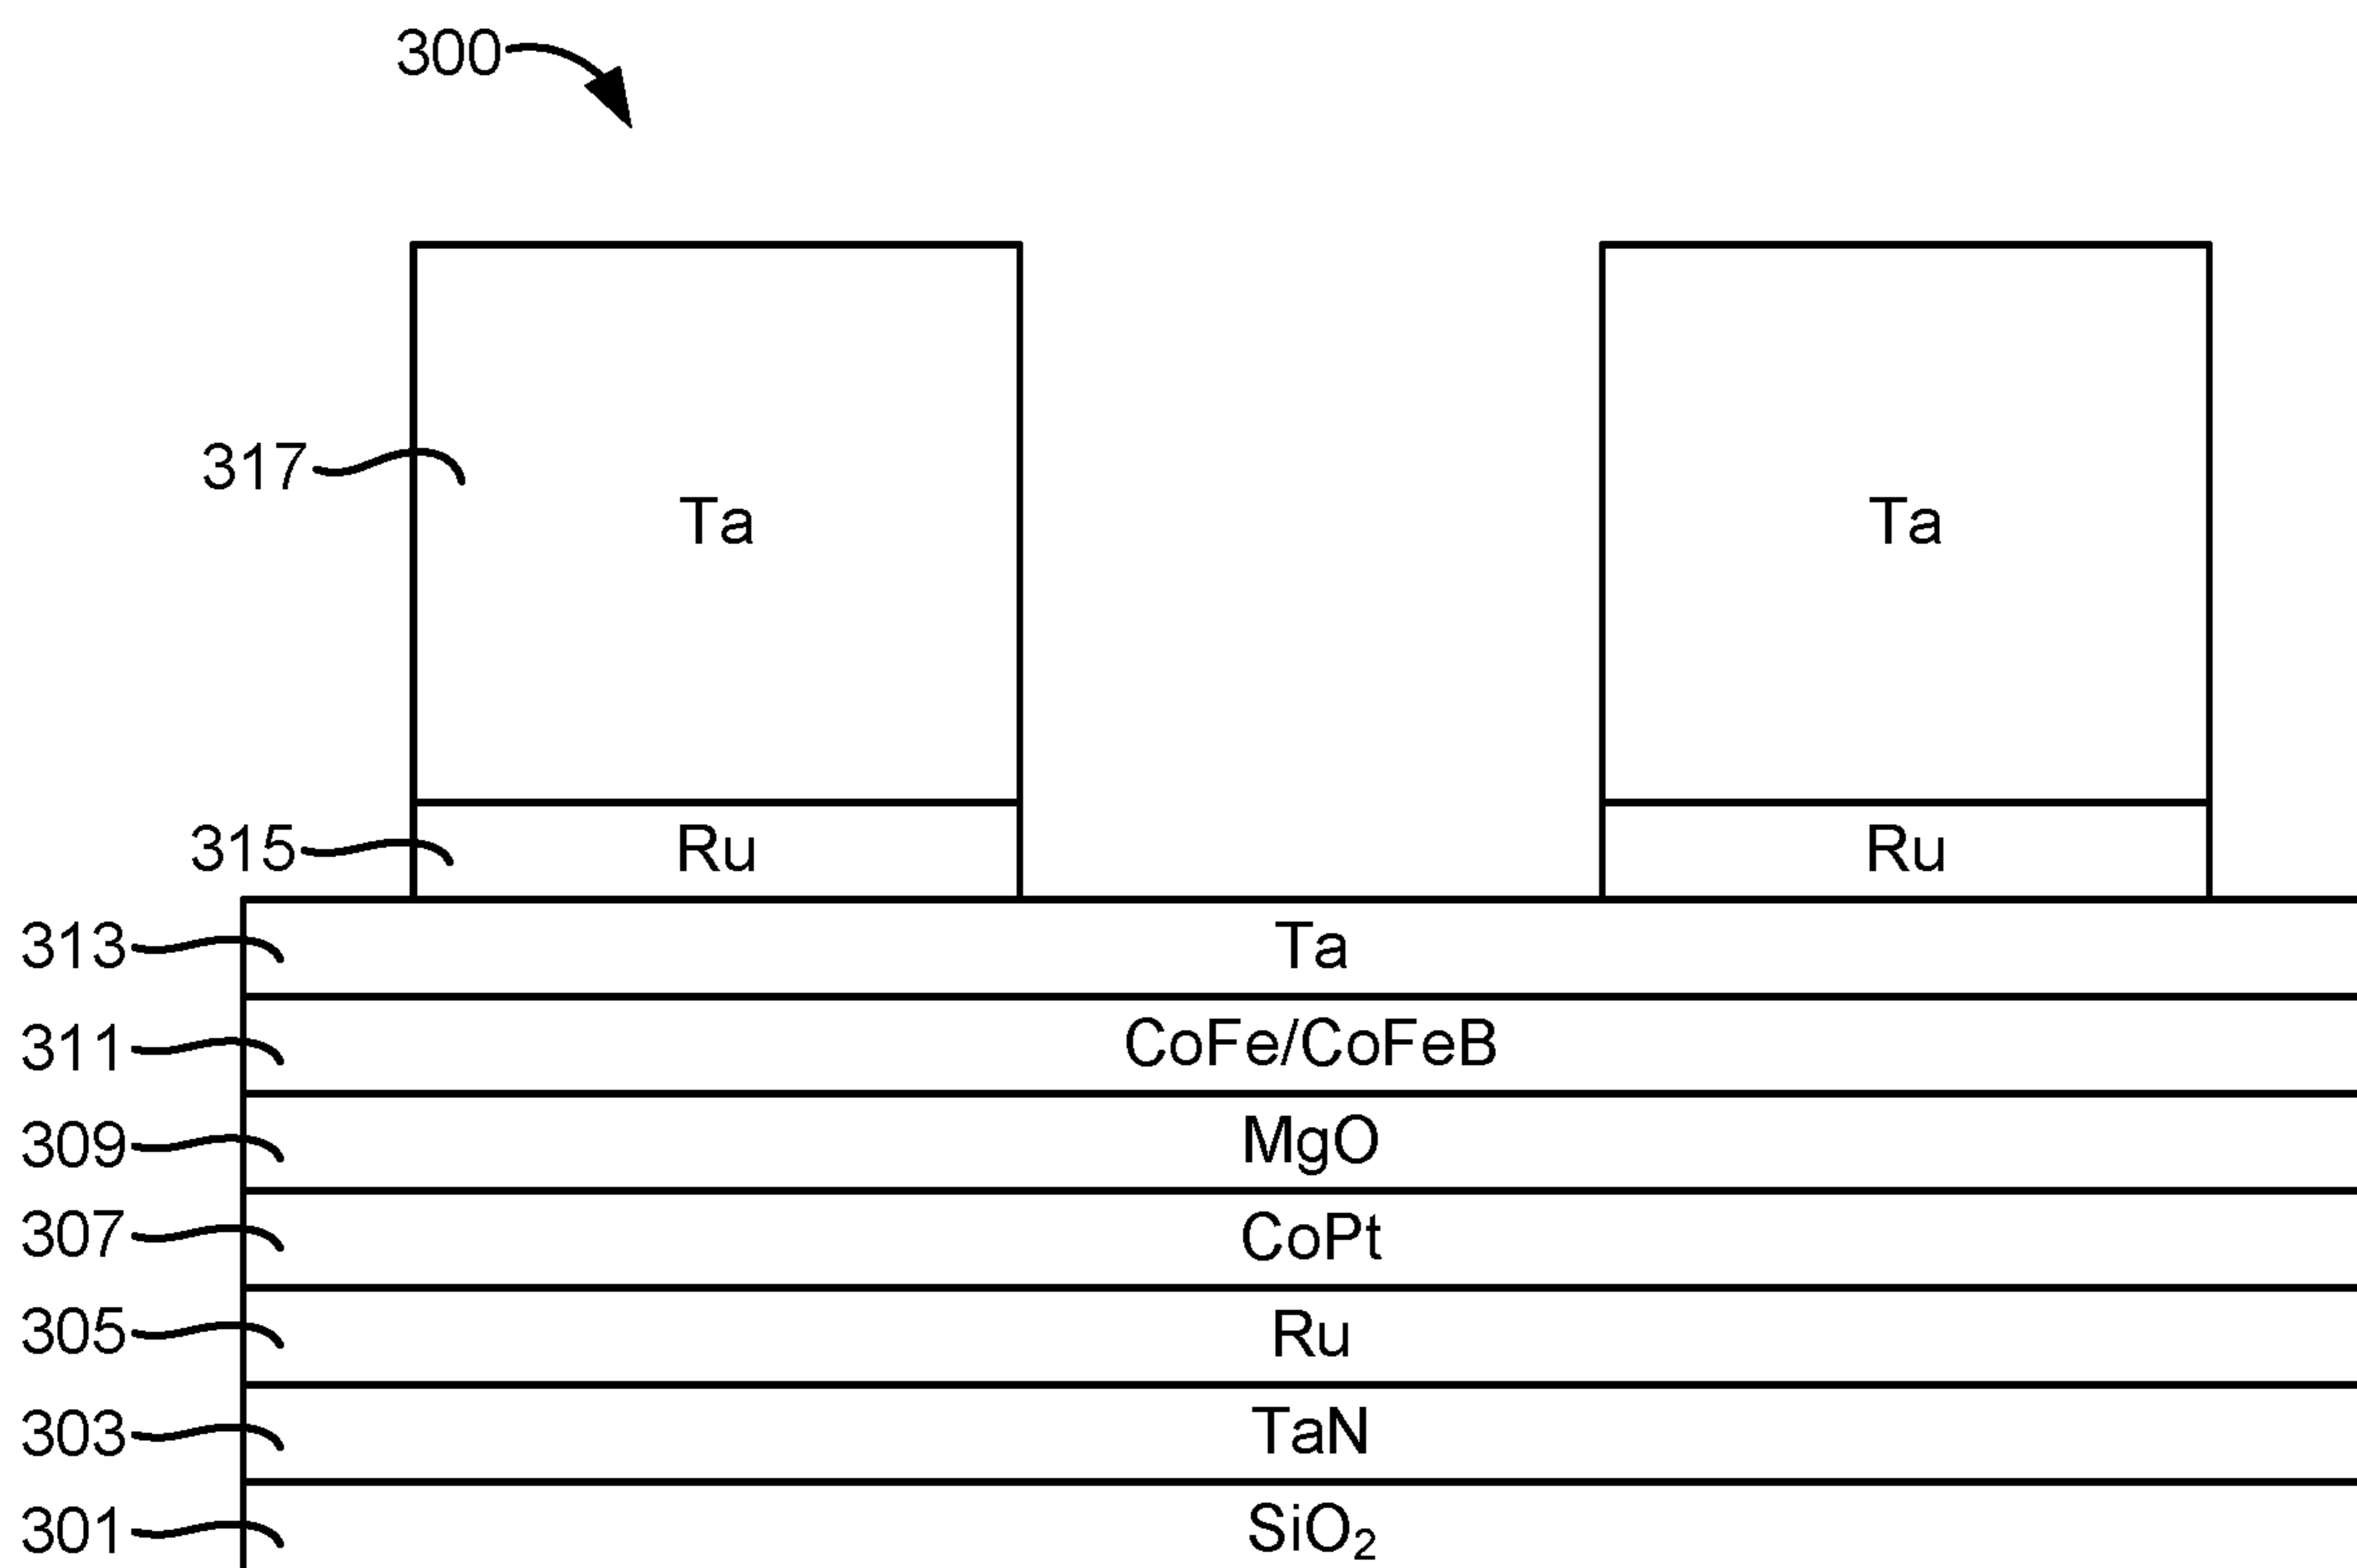 300
317 Ta Ta
315 Ru Ru
313 Ta
311 CoFe/CoFeB
309 MgO
307 CoPt
305 Ru
303 TaN
301 SiO₂